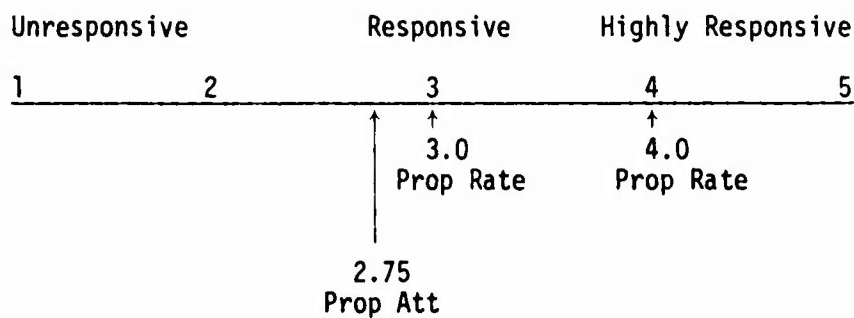 Unresponsive Responsive Highly Responsive
1 2 3 4 5
3.0 4.0
Prop Rate Prop Rate
2.75
Prop Att